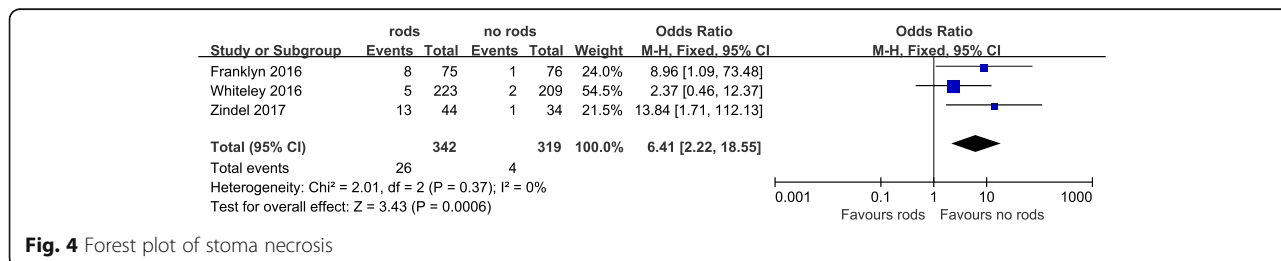 rods no rods Odds Ratio Odds Ratio
Study or Subgroup Events Total Events Total Weight M-H, Fixed, 95% CI M-H, Fixed, 95% CI
Franklyn 2016 8 75 1 76 24.0% 8.96 [1.09, 73.48]
Whiteley 2016 5 223 2 209 54.5% 2.37 [0.46, 12.37]
Zindel 2017 13 44 1 34 21.5% 13.84 [1.71, 112.13]
Total (95% CI) 342 319 100.0% 6.41 [2.22, 18.55]
Total events 26 4
Heterogeneity: Chi² = 2.01, df = 2 (P = 0.37); I² = 0%
Test for overall effect: Z = 3.43 (P = 0.0006)
0.001 0.1 1 10 1000
Favours rods Favours no rods
Fig. 4 Forest plot of stoma necrosis